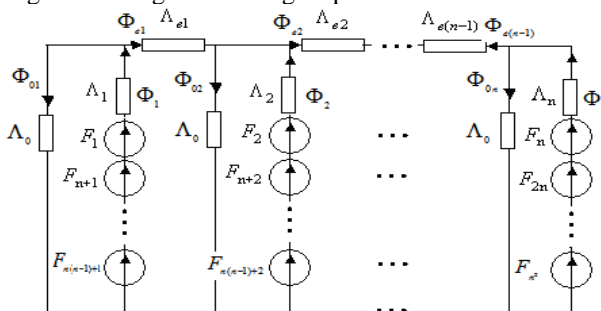 Φ_e1 Λ_e1 Φ_e2 Λ_e2 Λ_e(n−1) Φ_e(n−1)
Φ_01 Λ_1 Φ_1 Φ_02 Λ_2 Φ_2 Φ_0n Λ_n Φ
Λ_0 F_1 Λ_0 F_2 ... Λ_0 F_n
F_n+1 F_n+2 ... F_2n
F_n(n−1)+1 F_n(n−1)+2 ... F_n²